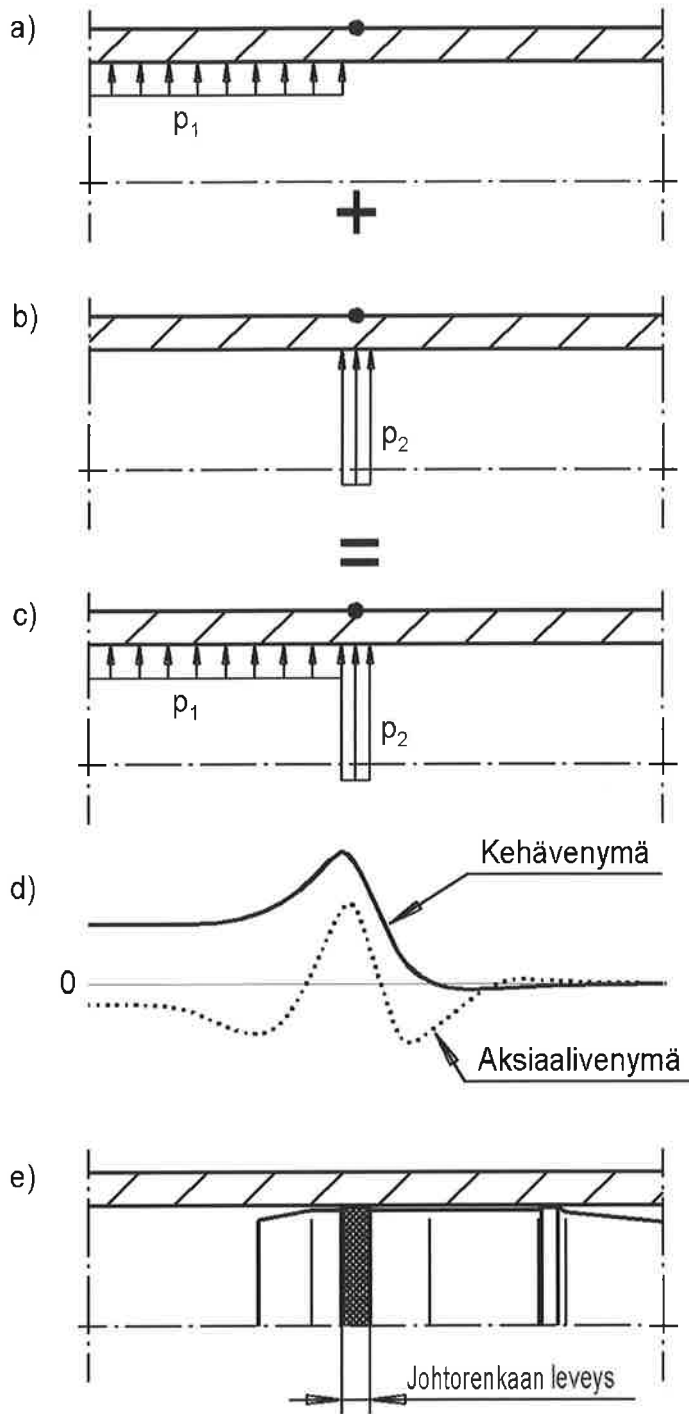 a)
p₁
+
b)
p₂
=
c)
p₁
p₂
d)
Kehävenymä
0
Aksiaalivenymä
e)
Johtorenkaan leveys